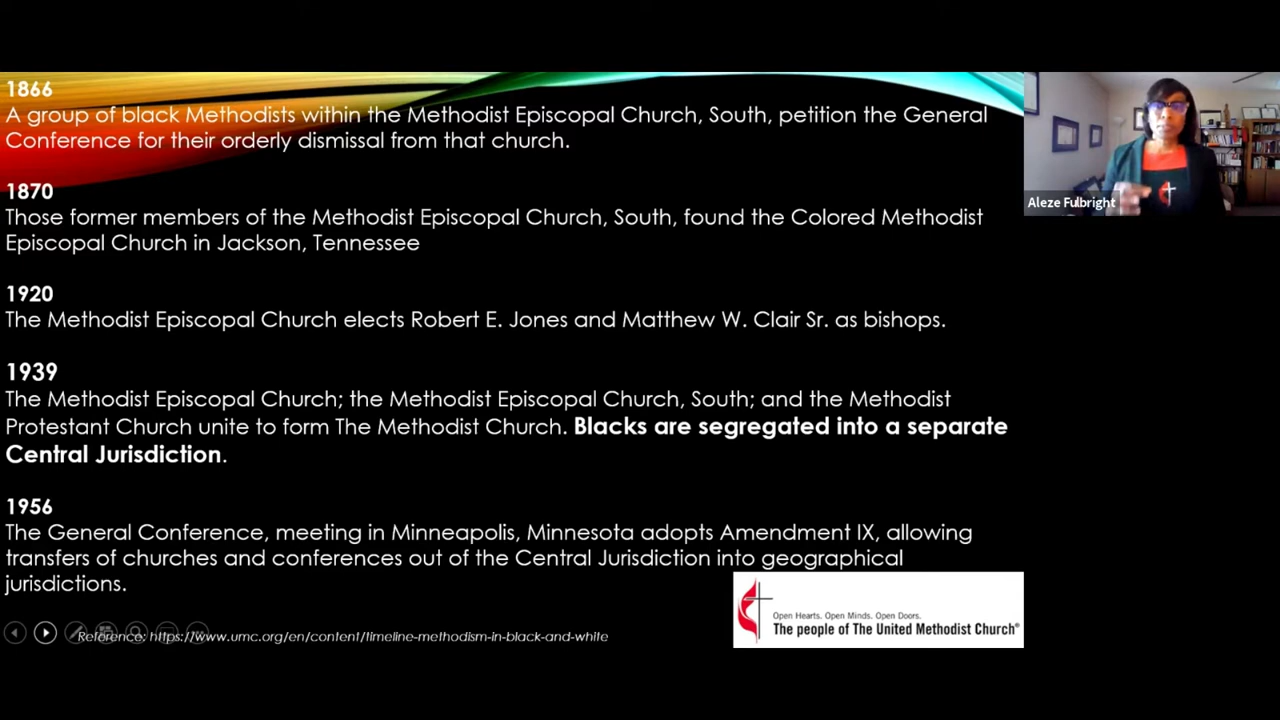 1866
A group of black Methodists within the Methodist Episcopal Church, South, petition the General
Conference for their orderly dismissal from that church.
1870
Those former members of the Methodist Episcopal Church, South, found the Colored Methodist
Episcopal Church in Jackson, Tennessee
1920
The Methodist Episcopal Church elects Robert E. Jones and Matthew W. Clair Sr. as bishops.
1939
The Methodist Episcopal Church; the Methodist Episcopal Church, South; and the Methodist
Protestant Church unite to form The Methodist Church. Blacks are segregated into a separate
Central Jurisdiction.
1956
The General Conference, meeting in Minneapolis, Minnesota adopts Amendment IX, allowing
transfers of churches and conferences out of the Central Jurisdiction into geographical
jurisdictions.
Reference: https://www.umc.org/en/content/timeline-methodism-in-black-and-white
Open Hearts. Open Minds. Open Doors.
The people of The United Methodist Church®
Aleze Fulbright